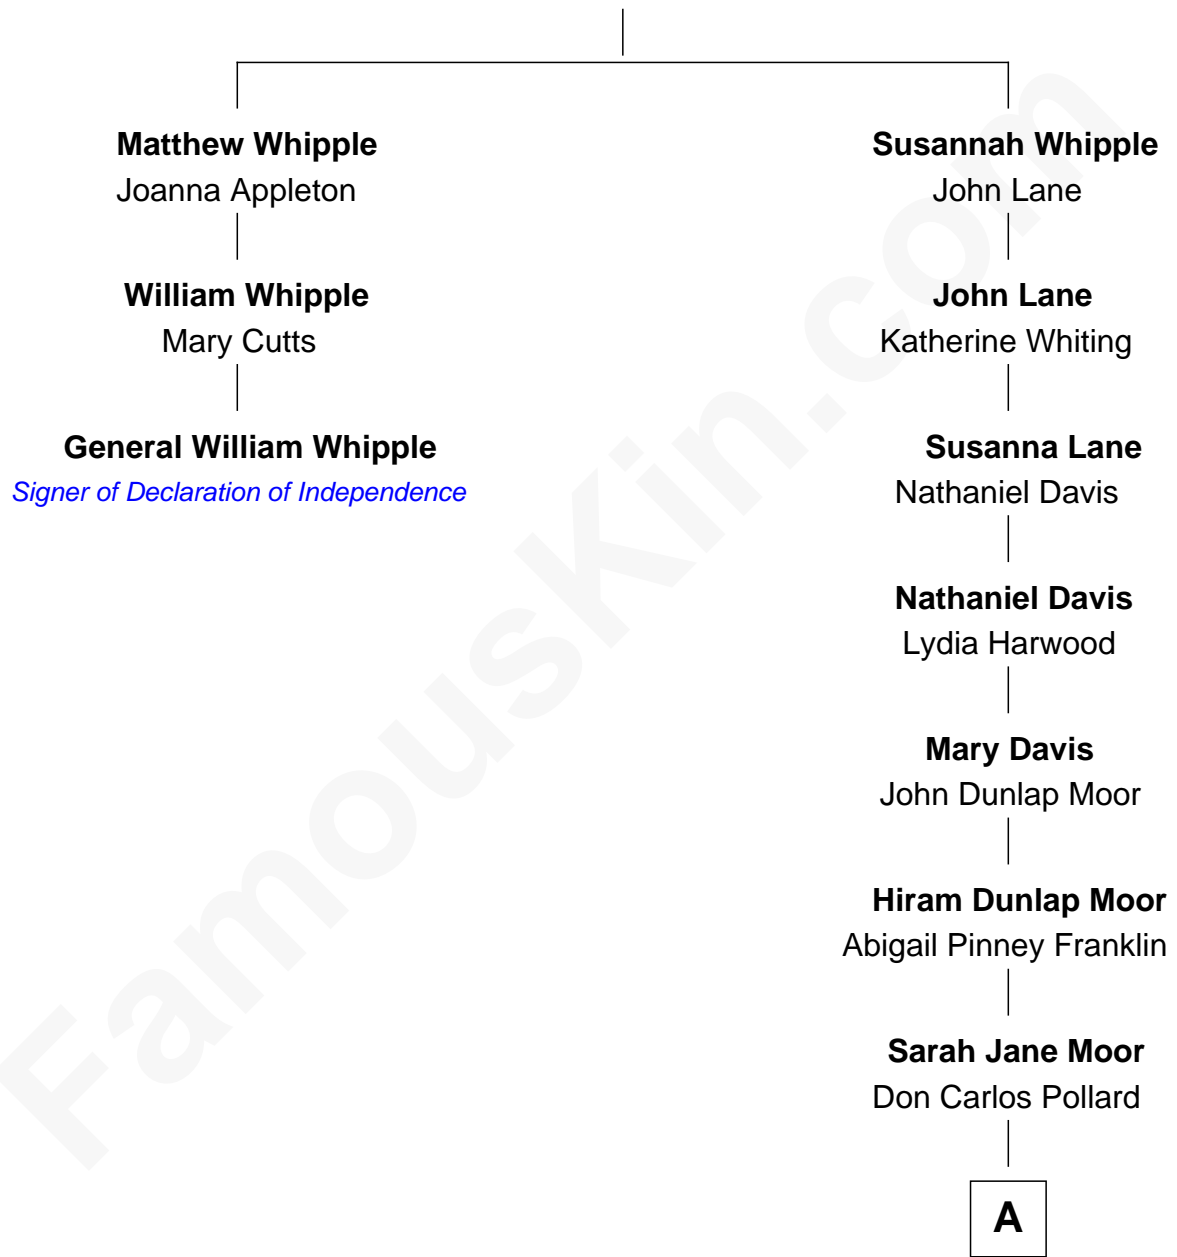 Matthew Whipple
Joanna Appleton
William Whipple
Mary Cutts
General William Whipple
Signer of Declaration of Independence
Susannah Whipple
John Lane
John Lane
Katherine Whiting
Susanna Lane
Nathaniel Davis
Nathaniel Davis
Lydia Harwood
Mary Davis
John Dunlap Moor
Hiram Dunlap Moor
Abigail Pinney Franklin
Sarah Jane Moor
Don Carlos Pollard
A
FamousKin.com